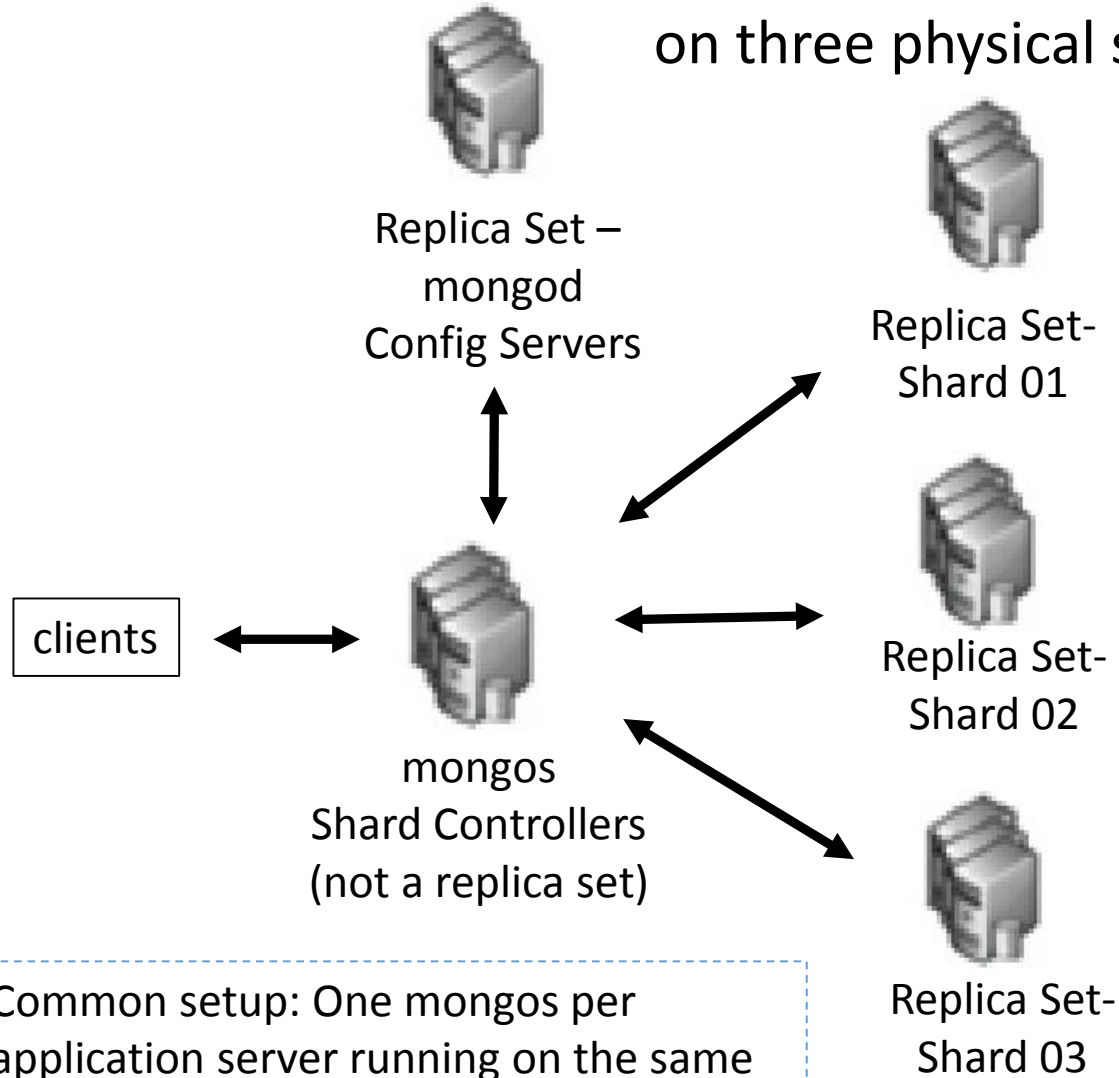 on three physical
Replica Set –
mongod
Config Servers
Replica Set-
Shard 01
clients
Replica Set-
Shard 02
mongos
Shard Controllers
(not a replica set)
Common setup: One mongos per
application server running on the same
Replica Set-
Shard 03